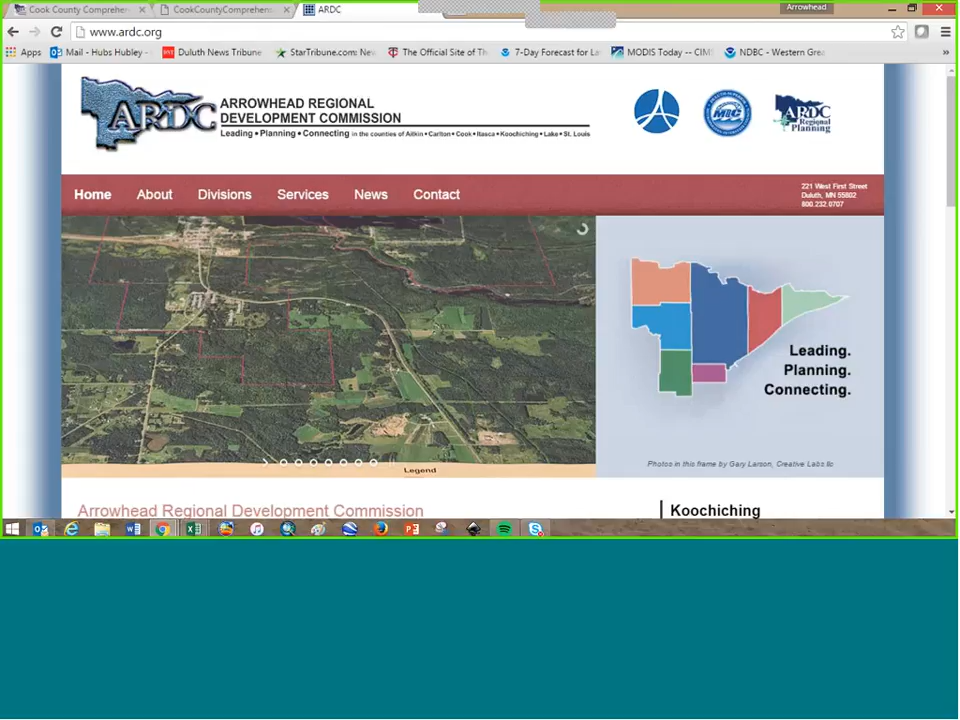 Cook County Comprehen
CookCountyComprehens
ARDC
Arrowhead
www.ardc.org
Apps
Mail - Hubs Hubley -
Duluth News Tribune
StarTribune.com: New
The Official Site of Th
7-Day Forecast for La
MODIS Today -- CIM
NDBC - Western Grea
»
ARDC
ARROWHEAD REGIONAL
DEVELOPMENT COMMISSION
Leading • Planning • Connecting in the counties of Aitkin • Carlton • Cook • Itasca • Koochiching • Lake • St. Louis
MIC
ARDC
Regional
Planning
Home
About
Divisions
Services
News
Contact
221 West First Street
Duluth, MN 55802
800.232.0707
Leading.
Planning.
Connecting.
Legend
Photos in this frame by Gary Larson, Creative Labs llc
Arrowhead Regional Development Commission
Koochiching